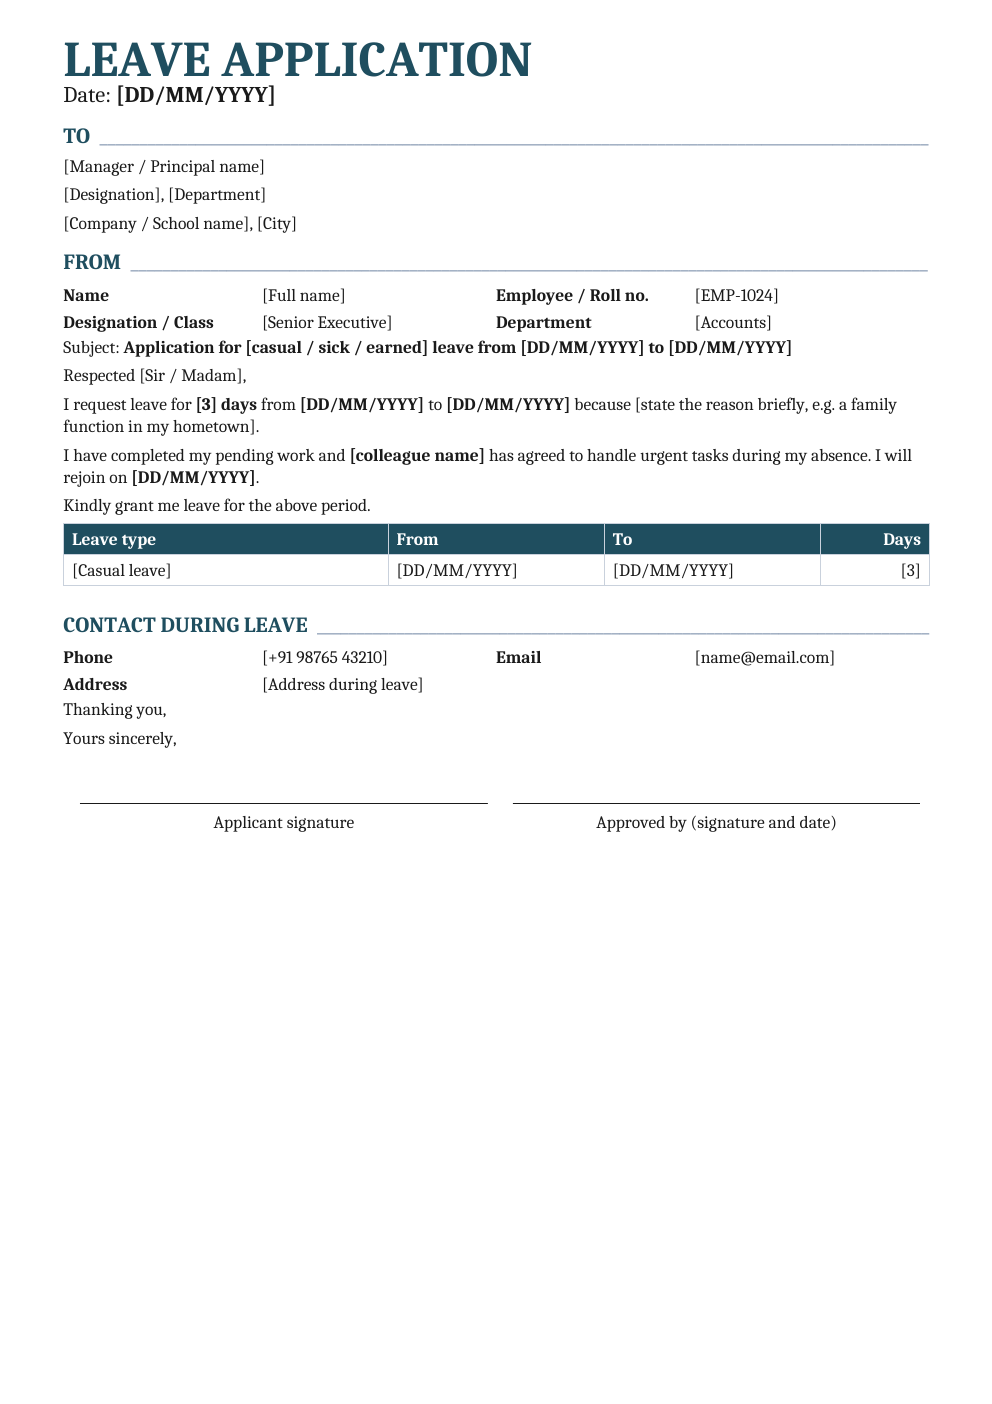 LEAVE APPLICATION
Date: [DD/MM/YYYY]
TO
[Manager / Principal name]
[Designation], [Department]
[Company / School name], [City]
FROM
Name [Full name] Employee / Roll no. [EMP-1024]
Designation / Class [Senior Executive] Department [Accounts]
Subject: Application for [casual / sick / earned] leave from [DD/MM/YYYY] to [DD/MM/YYYY]
Respected [Sir / Madam],
I request leave for [3] days from [DD/MM/YYYY] to [DD/MM/YYYY] because [state the reason briefly, e.g. a family
function in my hometown].
I have completed my pending work and [colleague name] has agreed to handle urgent tasks during my absence. I will
rejoin on [DD/MM/YYYY].
Kindly grant me leave for the above period.
Leave type From To Days
[Casual leave] [DD/MM/YYYY] [DD/MM/YYYY] [3]
CONTACT DURING LEAVE
Phone [+91 98765 43210] Email [name@email.com]
Address [Address during leave]
Thanking you,
Yours sincerely,
Applicant signature Approved by (signature and date)